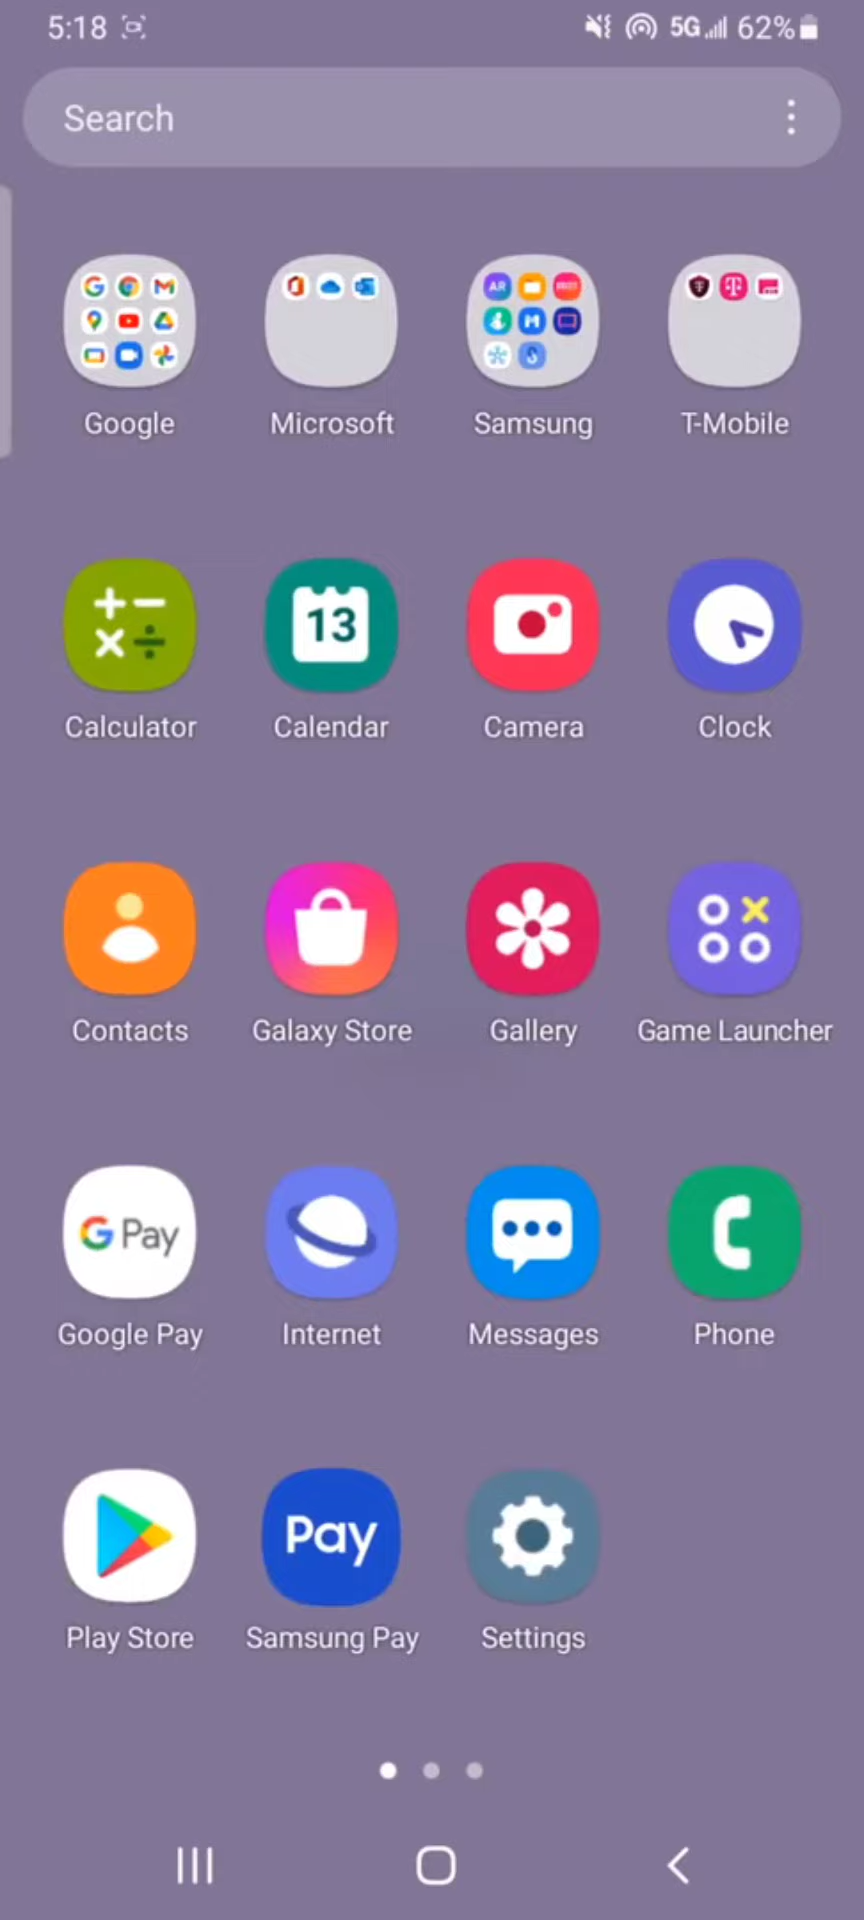 5:18 5G 62%
Search
Google Microsoft Samsung T-Mobile
13
Calculator Calendar Camera Clock
Contacts Galaxy Store Gallery Game Launcher
G Pay
Google Pay Internet Messages Phone
Pay
Play Store Samsung Pay Settings